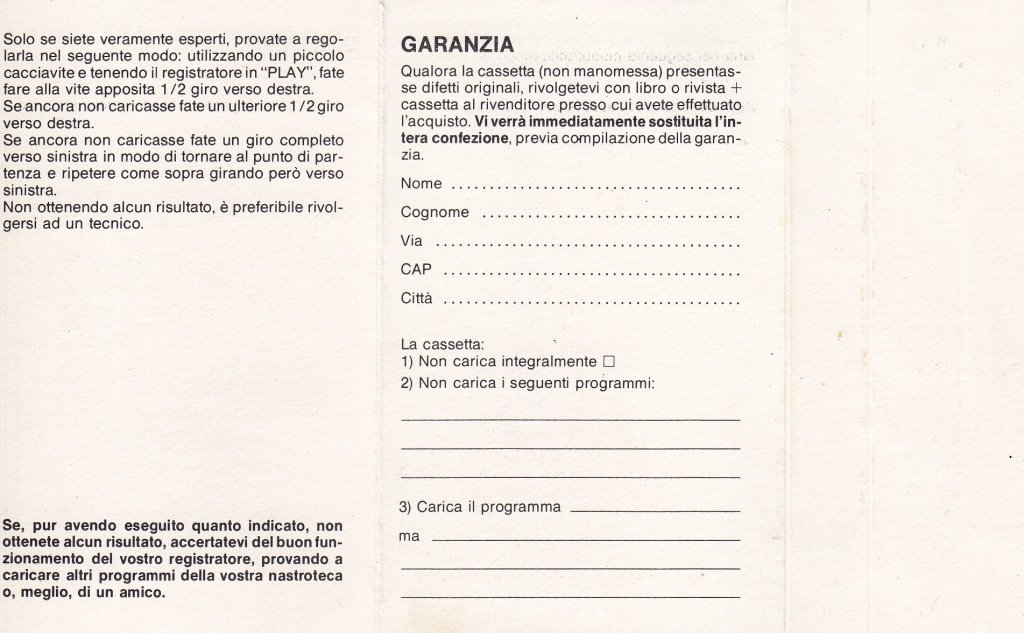 Solo se siete veramente esperti, provate a rego-
larla nel seguente modo: utilizzando un piccolo
cacciavite e tenendo il registratore in “PLAY”, fate
fare alla vite apposita 1/2 giro verso destra.
Se ancora non caricasse fate un ulteriore 1/2 giro
verso destra.
Se ancora non caricasse fate un giro completo
verso sinistra in modo di tornare al punto di par-
tenza e ripetere come sopra girando però verso
sinistra.
Non ottenendo alcun risultato, è preferibile rivol-
gersi ad un tecnico.
Se, pur avendo eseguito quanto indicato, non
ottenete alcun risultato, accertatevi del buon fun-
zionamento del vostro registratore, provando a
caricare altri programmi della vostra nastroteca
o, meglio, di un amico.
GARANZIA
Qualora la cassetta (non manomessa) presentas-
se difetti originali, rivolgetevi con libro o rivista +
cassetta al rivenditore presso cui avete effettuato
l'acquisto. Vi verrà immediatamente sostituita l'in-
tera confezione, previa compilazione della garan-
zia.
Nome
Cognome
Via
CAP
Città
La cassetta:
1) Non carica integralmente □
2) Non carica i seguenti programmi:
3) Carica il programma
ma